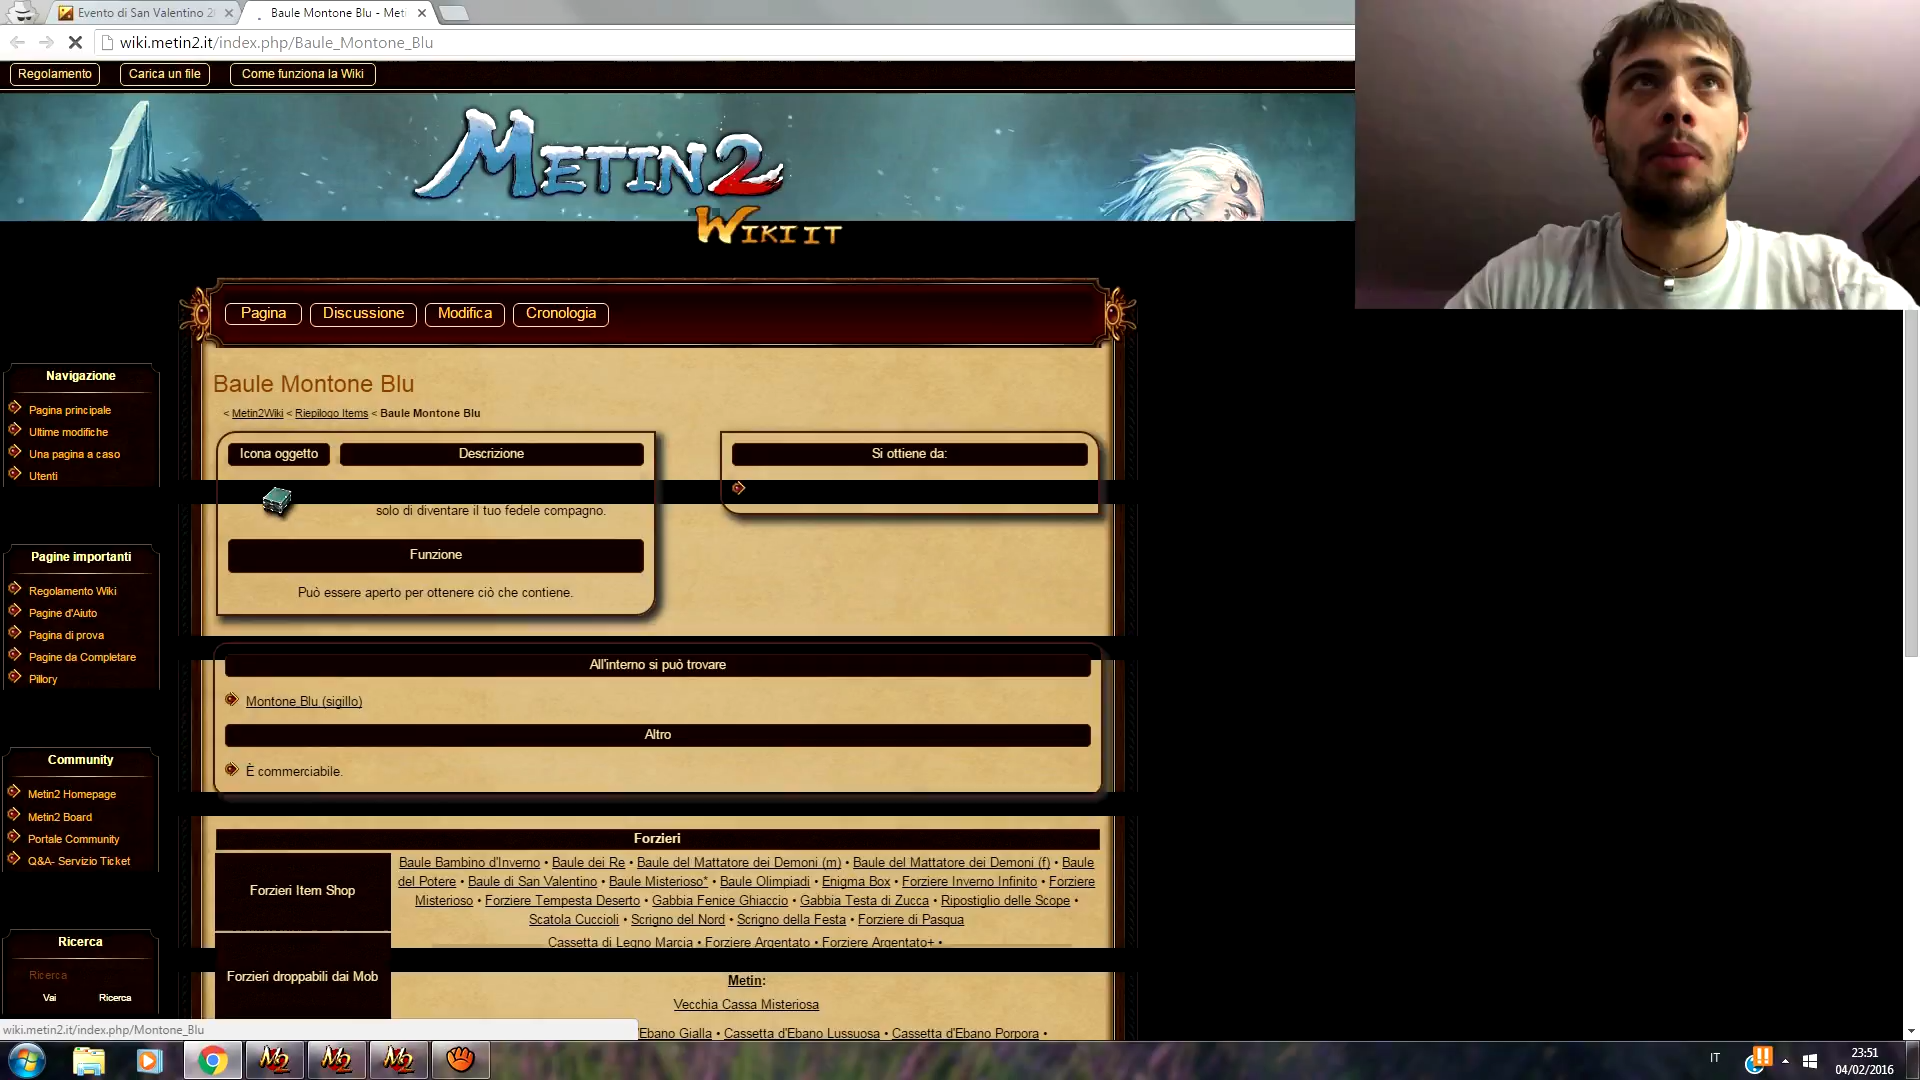 Evento di San Valentino 2
Baule Montone Blu - Meti
wiki.metin2.it/index.php/Baule_Montone_Blu
Regolamento Carica un file Come funziona la Wiki
METIN2
WIKI IT
Pagina Discussione Modifica Cronologia
Navigazione
Pagina principale
Ultime modifiche
Una pagina a caso
Utenti
Pagine importanti
Regolamento Wiki
Pagine d'Aiuto
Pagina di prova
Pagine da Completare
Pillory
Community
Metin2 Homepage
Metin2 Board
Portale Community
Q&A- Servizio Ticket
Ricerca
Ricerca
Vai Ricerca
Baule Montone Blu
< Metin2Wiki < Riepilogo Items < Baule Montone Blu
Icona oggetto Descrizione
solo di diventare il tuo fedele compagno.
Funzione
Può essere aperto per ottenere ciò che contiene.
Si ottiene da:
All'interno si può trovare
Montone Blu (sigillo)
Altro
È commerciabile.
Forzieri
Forzieri Item Shop
Baule Bambino d'Inverno • Baule dei Re • Baule del Mattatore dei Demoni (m) • Baule del Mattatore dei Demoni (f) • Baule
del Potere • Baule di San Valentino • Baule Misterioso* • Baule Olimpiadi • Enigma Box • Forziere Inverno Infinito • Forziere
Misterioso • Forziere Tempesta Deserto • Gabbia Fenice Ghiaccio • Gabbia Testa di Zucca • Ripostiglio delle Scope •
Scatola Cuccioli • Scrigno del Nord • Scrigno della Festa • Forziere di Pasqua
Forzieri droppabili dai Mob
Cassetta di Legno Marcia • Forziere Argentato • Forziere Argentato+ •
Metin:
Vecchia Cassa Misteriosa
'Ebano Gialla • Cassetta d'Ebano Lussuosa • Cassetta d'Ebano Porpora •
wiki.metin2.it/index.php/Montone_Blu
M2 M2 M2
IT
23:51
04/02/2016